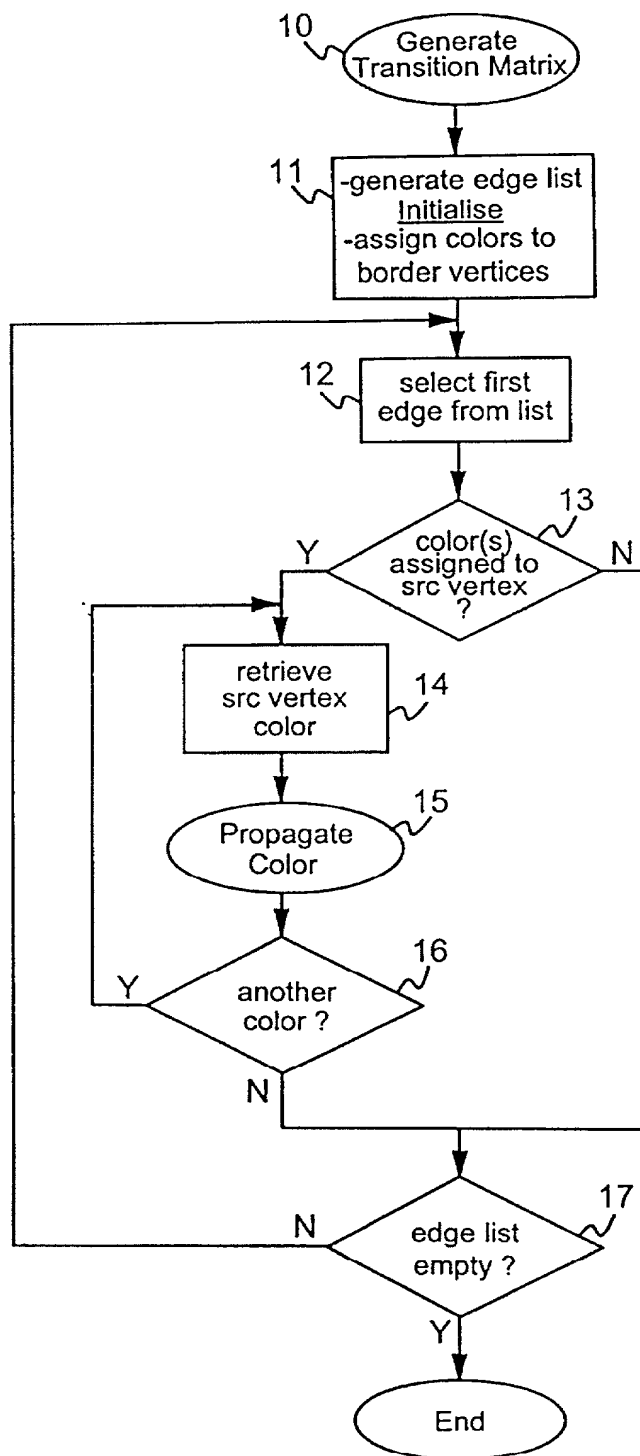 10
Generate
Transition Matrix
11
-generate edge list
Initialise
-assign colors to
border vertices
12
select first
edge from list
13
Y
color(s)
assigned to
src vertex
?
N
retrieve
src vertex
color
14
15
Propagate
Color
16
Y
another
color ?
N
17
N
edge list
empty ?
Y
End